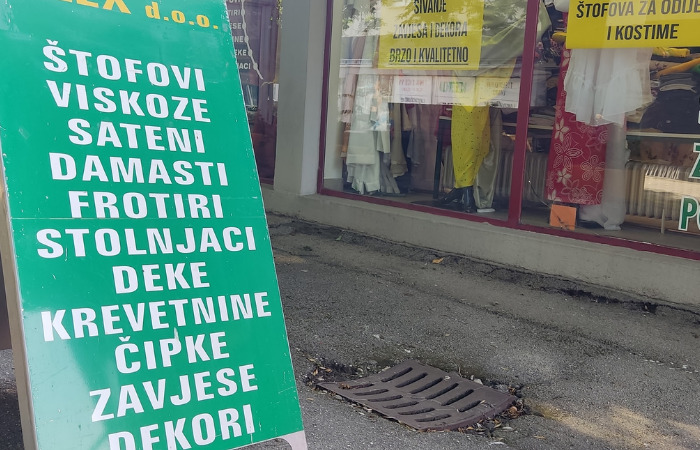 d.o.o.
ŠTOFOVI
VISKOZE
SATENI
DAMASTI
FROTIRI
STOLNJACI
DEKE
KREVETNINE
ČIPKE
ZAVJESE
DEKORI
ŠIVANJE
ZAVJESA I DEKORA
BRZO I KVALITETNO
ŠTOFOVA ZA ODIJE
I KOSTIME